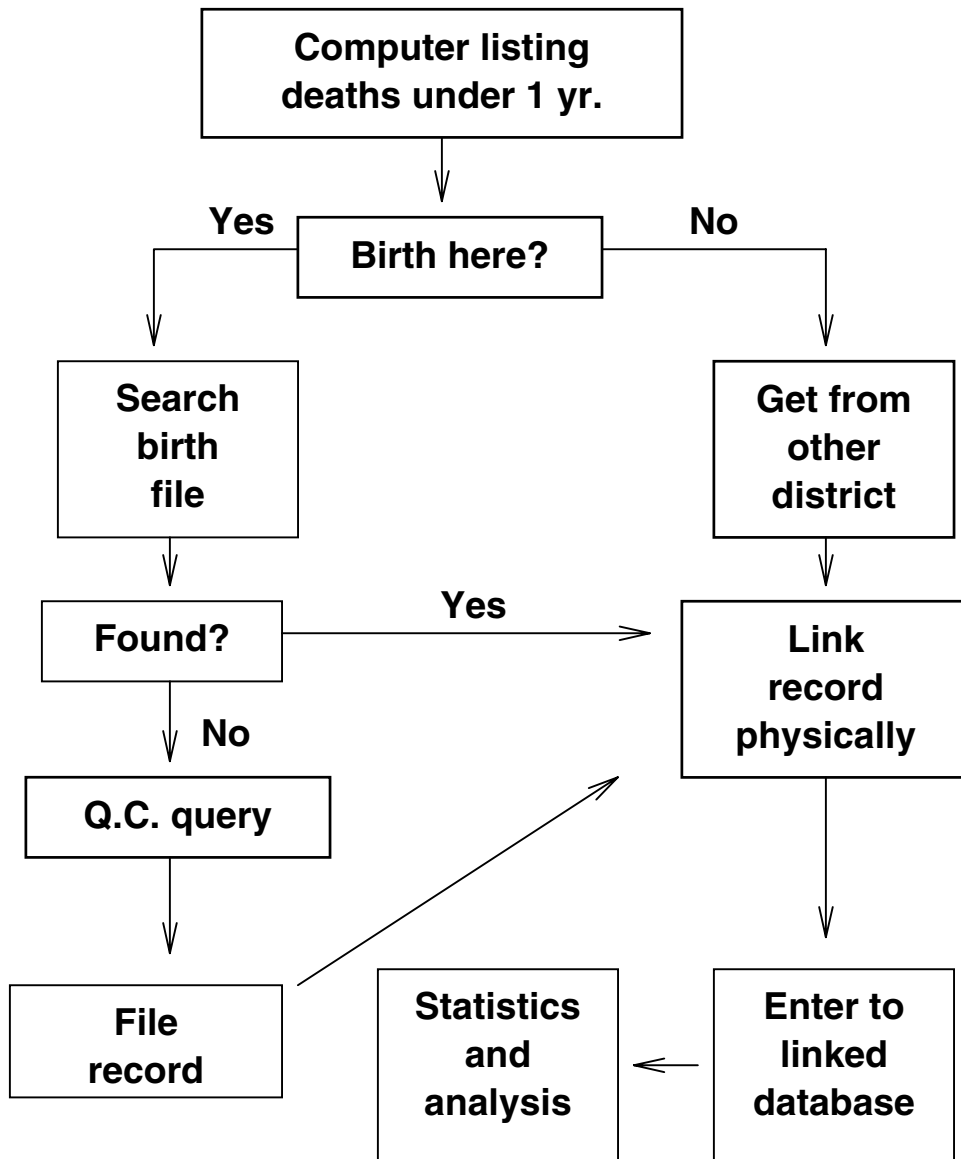 Computer listing
deaths under 1 yr.
Yes
No
Birth here?
Search
birth
file
Get from
other
district
Found?
Yes
Link
record
physically
No
Q.C. query
File
record
Statistics
and
analysis
Enter to
linked
database